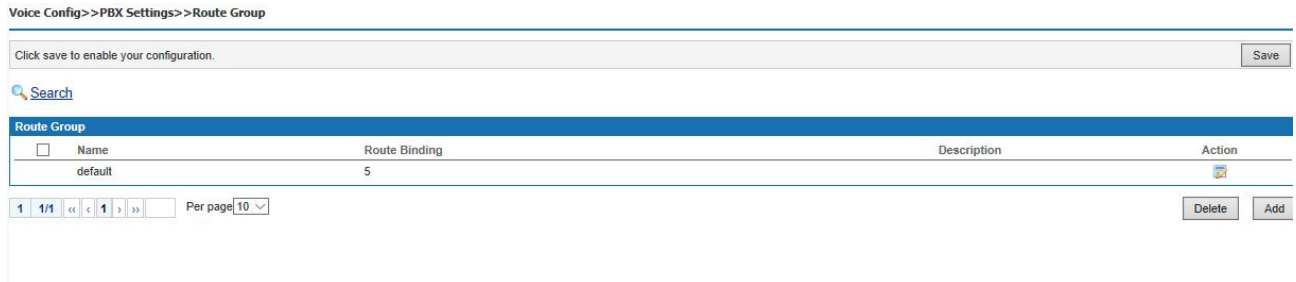 Voice Config>>PBX Settings>>Route Group
Click save to enable your configuration. Save
Search
Route Group
Name Route Binding Description Action
default 5
1 1/1 ‹‹ ‹ 1 › ›› Per page 10 Delete Add